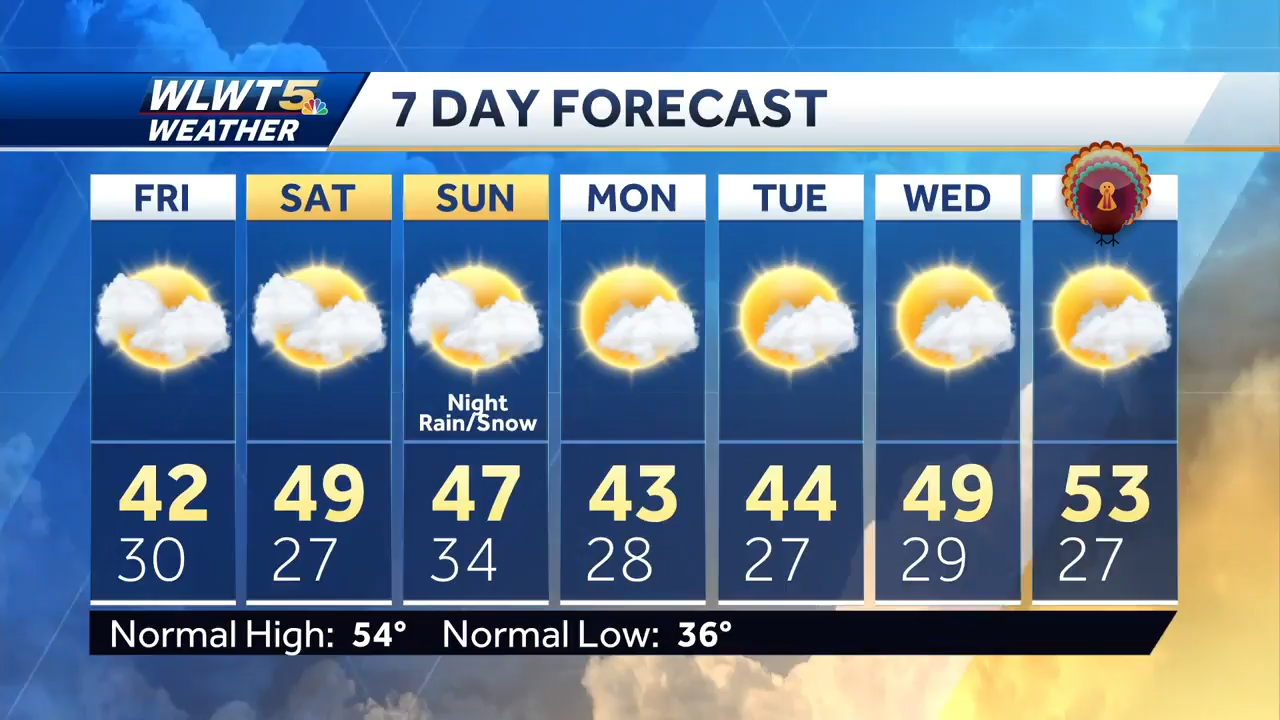 WLWT5
WEATHER
7 DAY FORECAST
FRI
SAT
SUN
MON
TUE
WED
Night
Rain/Snow
42
49
47
43
44
49
53
30
27
34
28
27
29
27
Normal High: 54° Normal Low: 36°